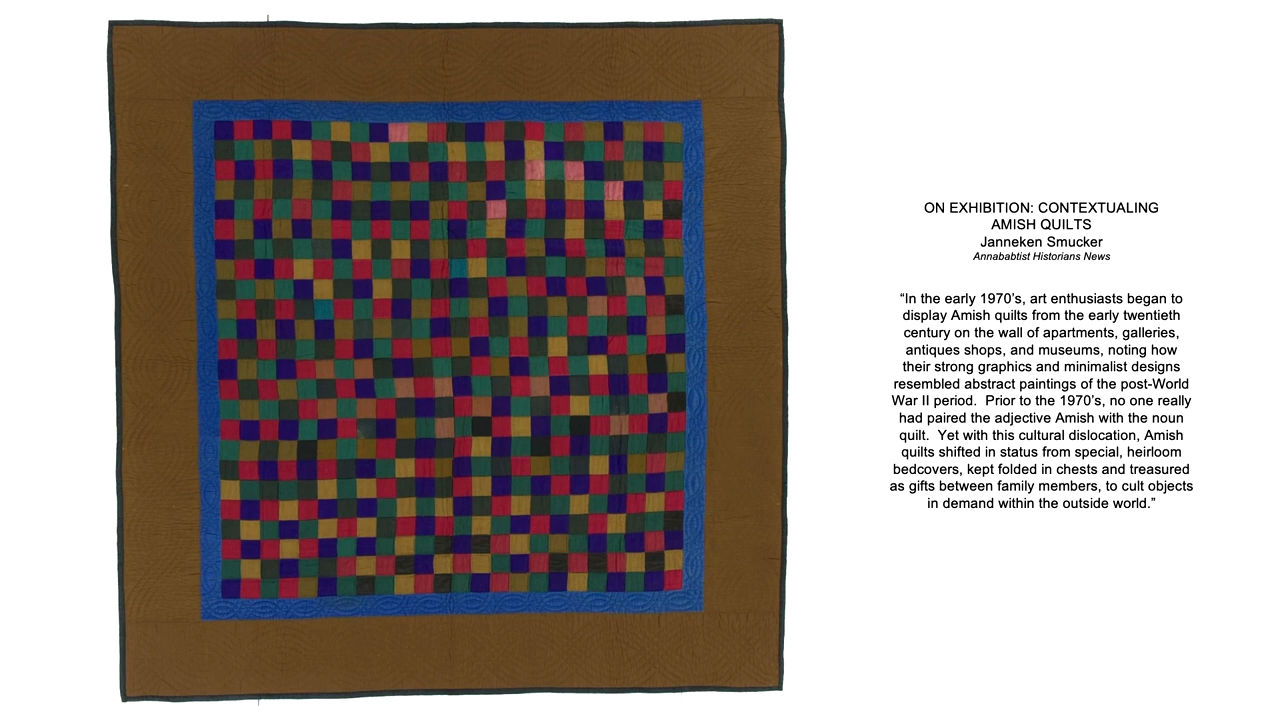 ON EXHIBITION: CONTEXTUALING
AMISH QUILTS
Janneken Smucker
Annababtist Historians News
“In the early 1970’s, art enthusiasts began to
display Amish quilts from the early twentieth
century on the wall of apartments, galleries,
antiques shops, and museums, noting how
their strong graphics and minimalist designs
resembled abstract paintings of the post-World
War II period.  Prior to the 1970’s, no one really
had paired the adjective Amish with the noun
quilt.  Yet with this cultural dislocation, Amish
quilts shifted in status from special, heirloom
bedcovers, kept folded in chests and treasured
as gifts between family members, to cult objects
in demand within the outside world.”